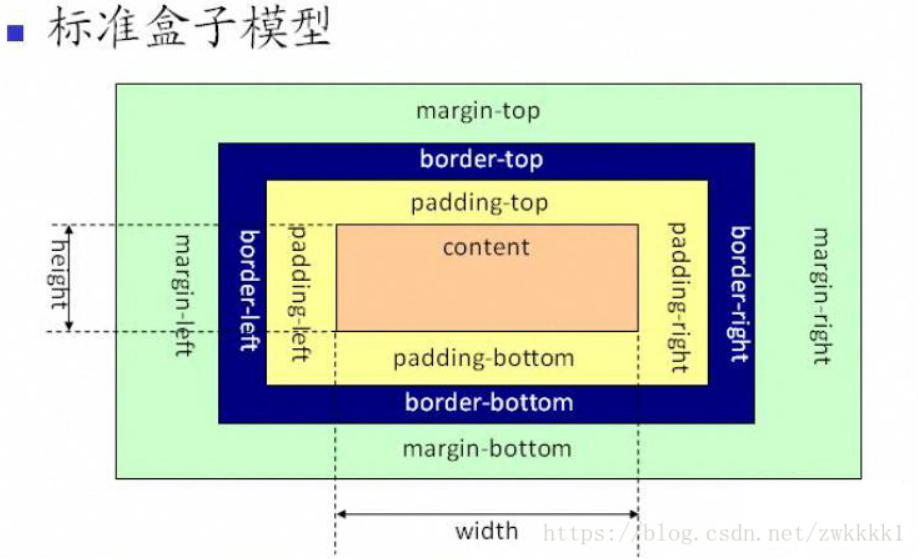 标准盒子模型
margin-top
border-top
padding-top
content
height
margin-left
border-left
padding-left
padding-right
border-right
margin-right
padding-bottom
border-bottom
margin-bottom
width
https://blog.csdn.net/zwkkkk1